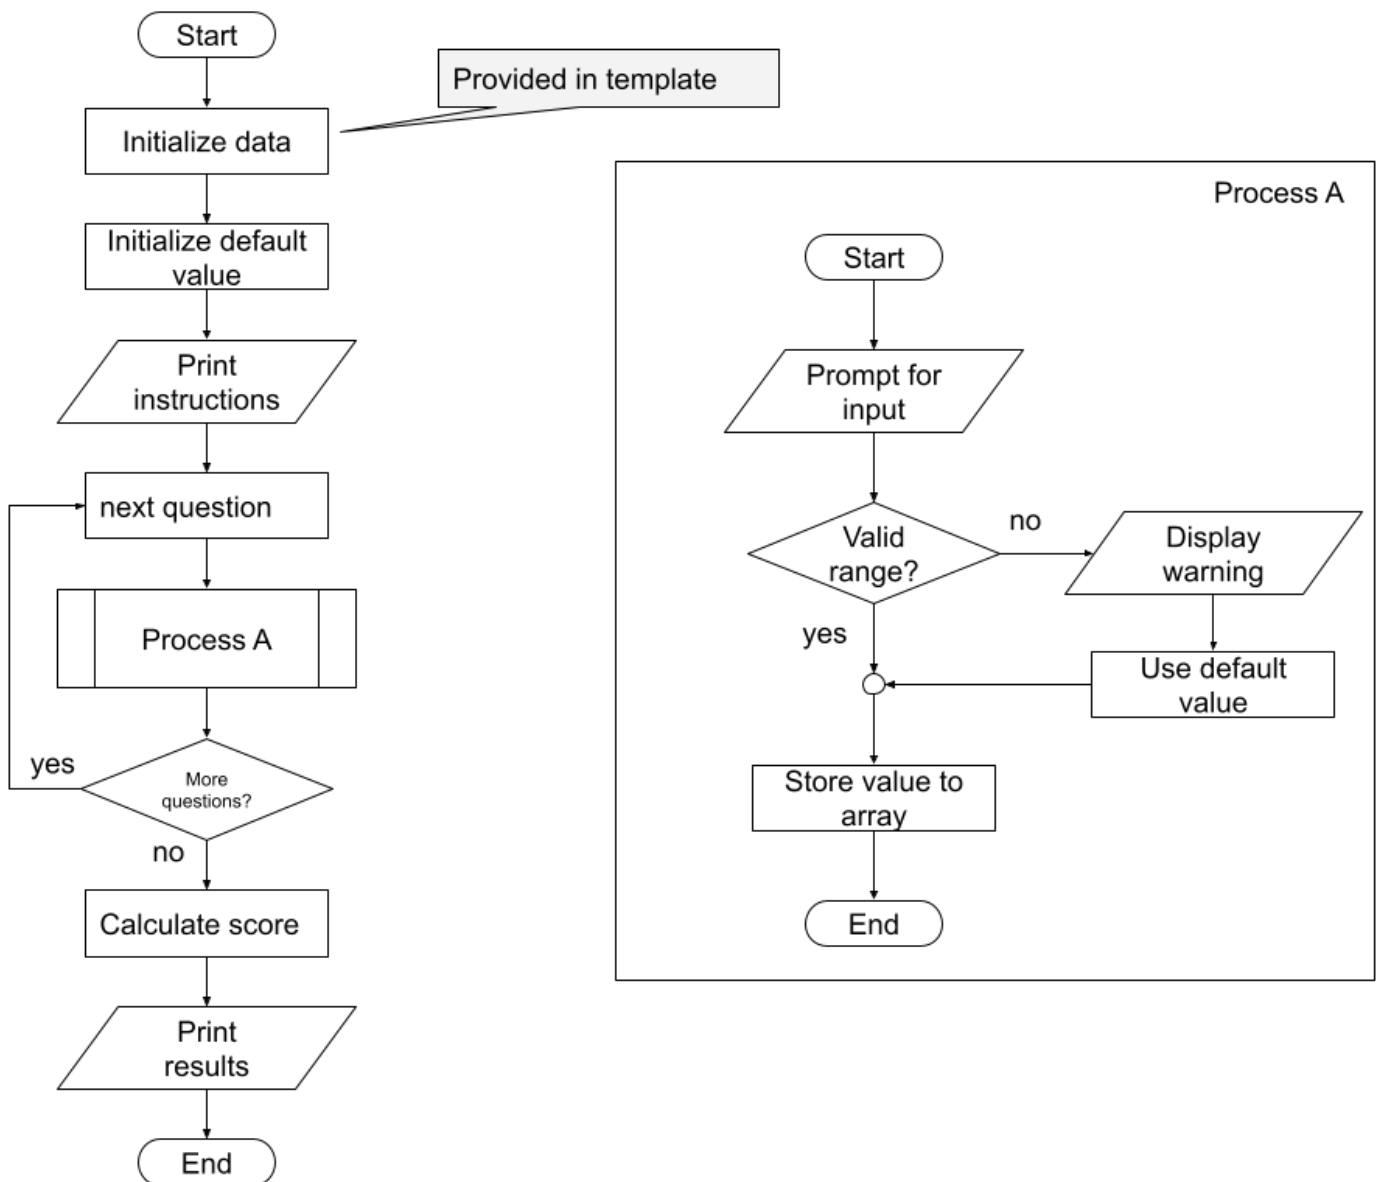 Start
Provided in template
Initialize data
Initialize default
value
Print
instructions
next question
Process A
More
questions?
yes
no
Calculate score
Print
results
End
Process A
Start
Prompt for
input
Valid
range?
no
Display
warning
yes
Use default
value
Store value to
array
End